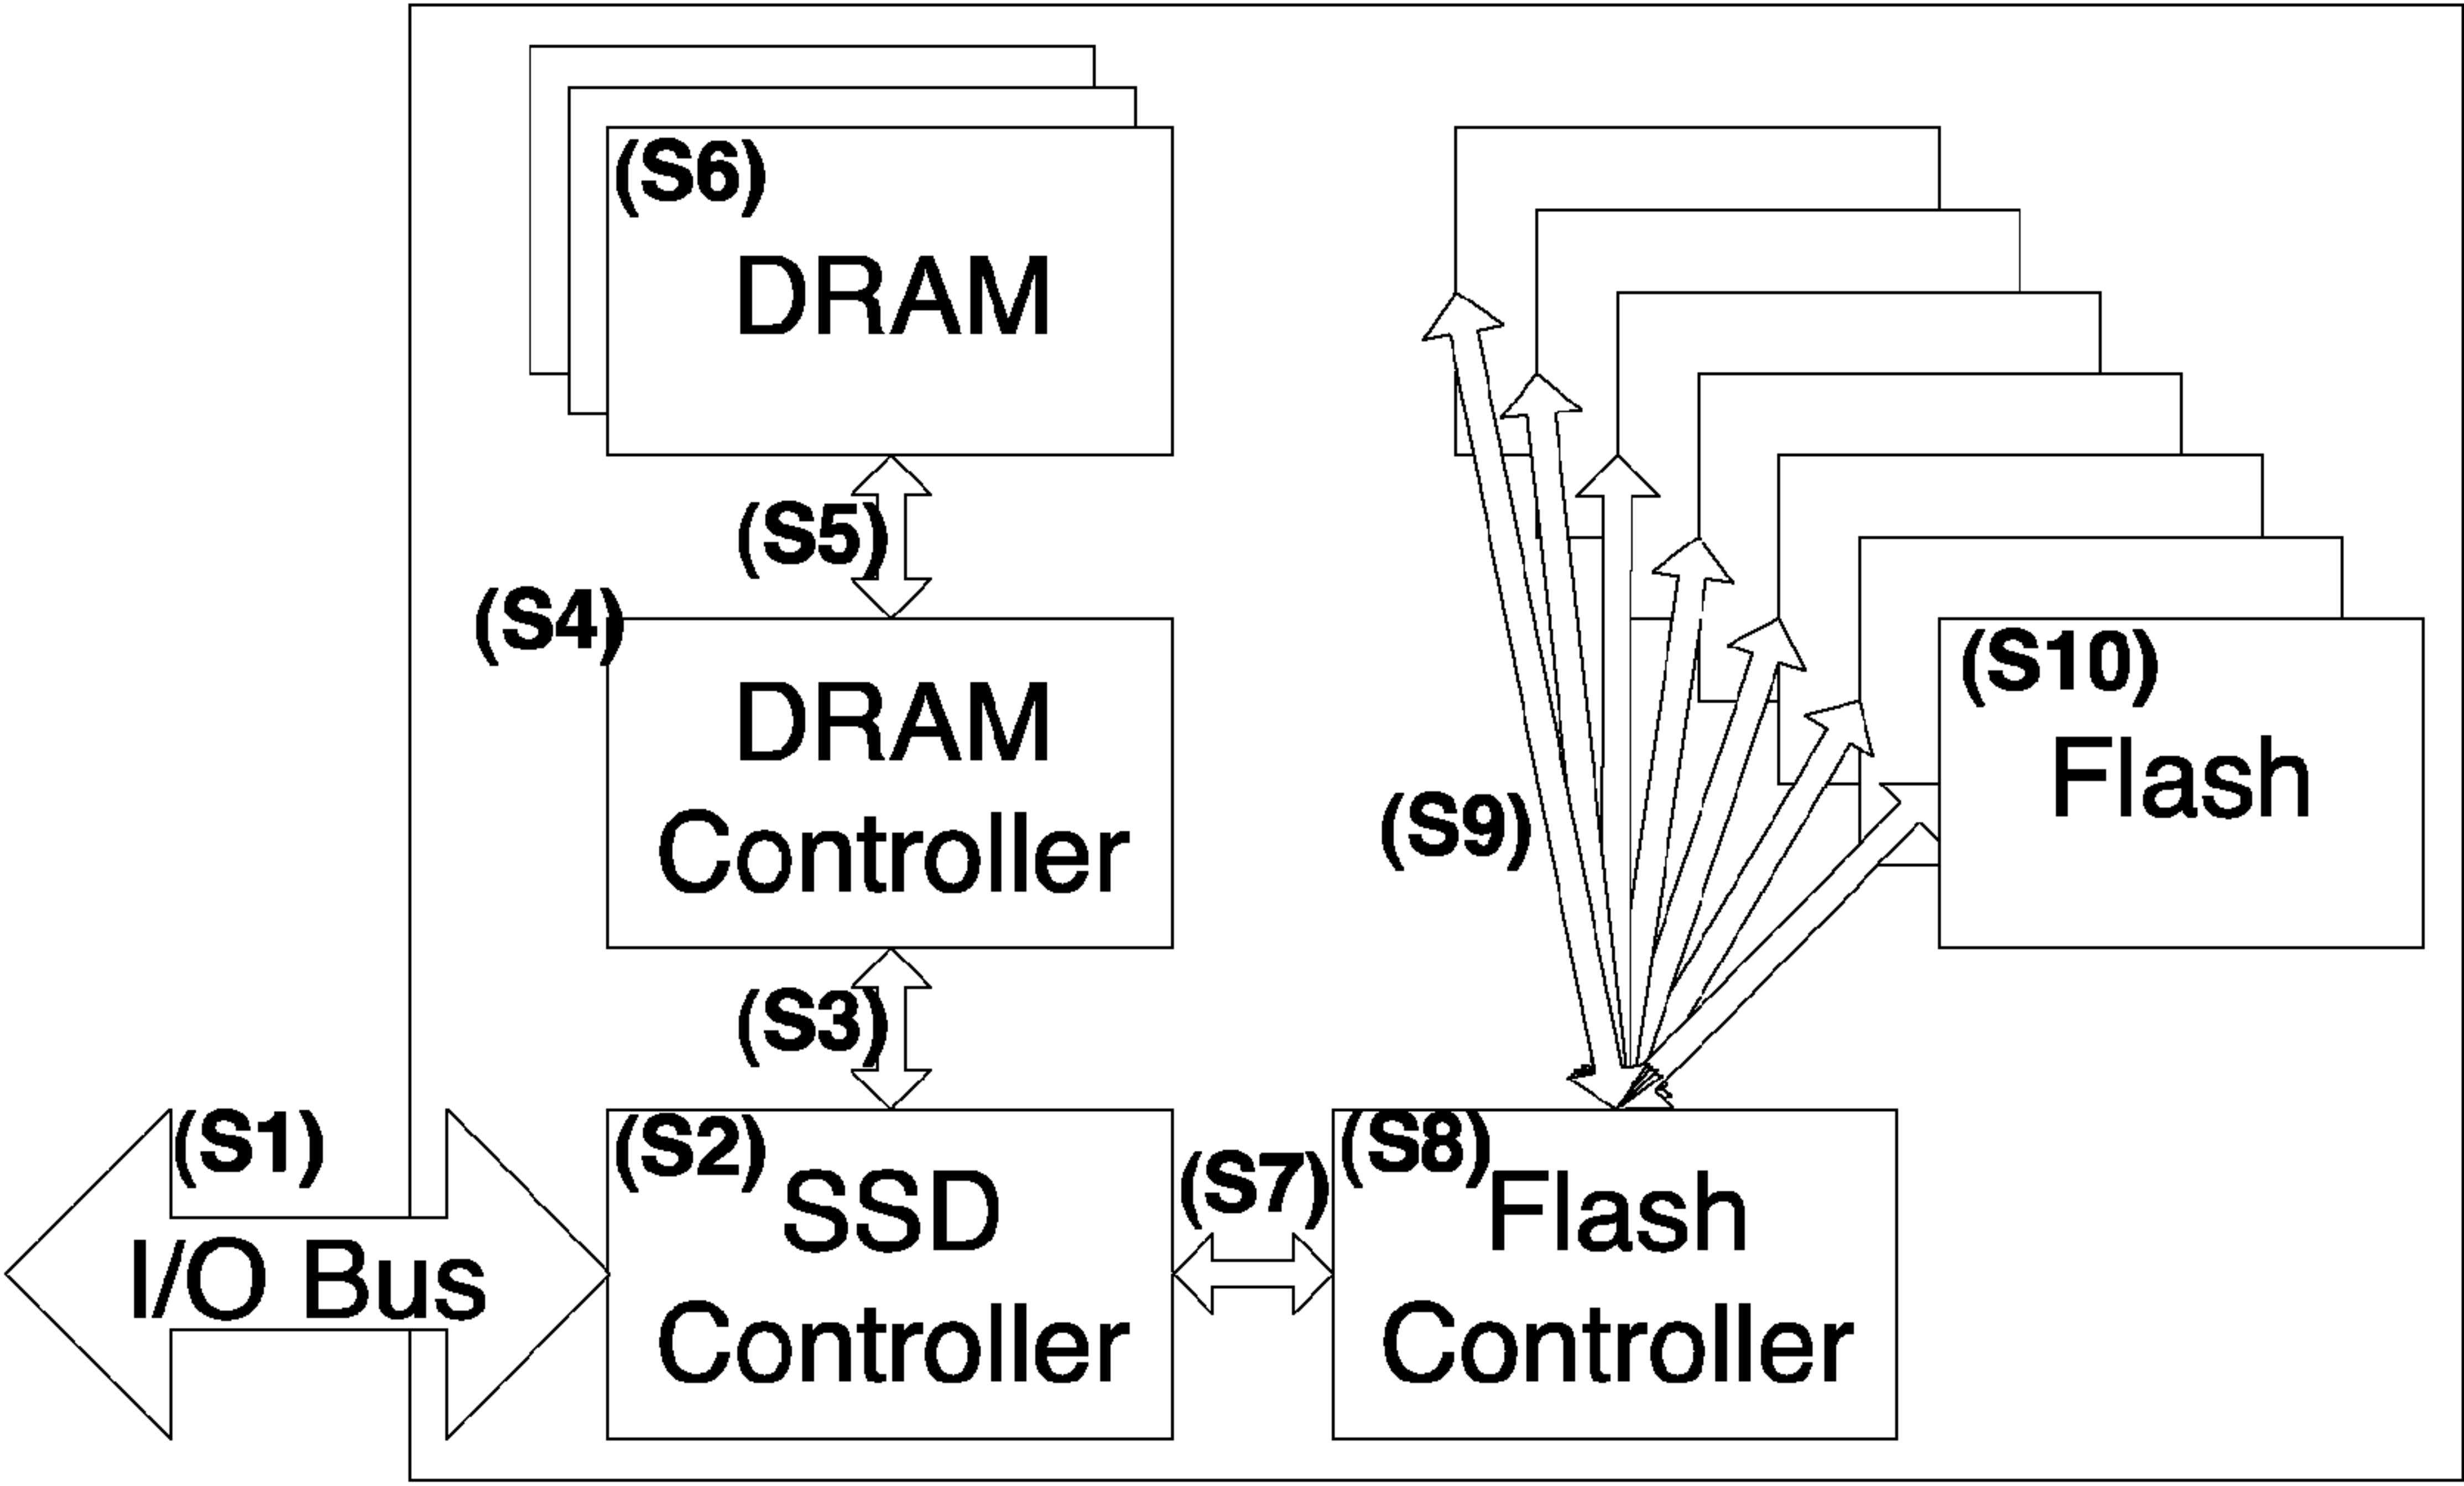 (S6)
DRAM
(S5)
(S4)
DRAM
Controller
(S3)
(S10)
Flash
(S9)
(S1)
I/O Bus
(S2)
SSD
Controller
(S7)
(S8)
Flash
Controller